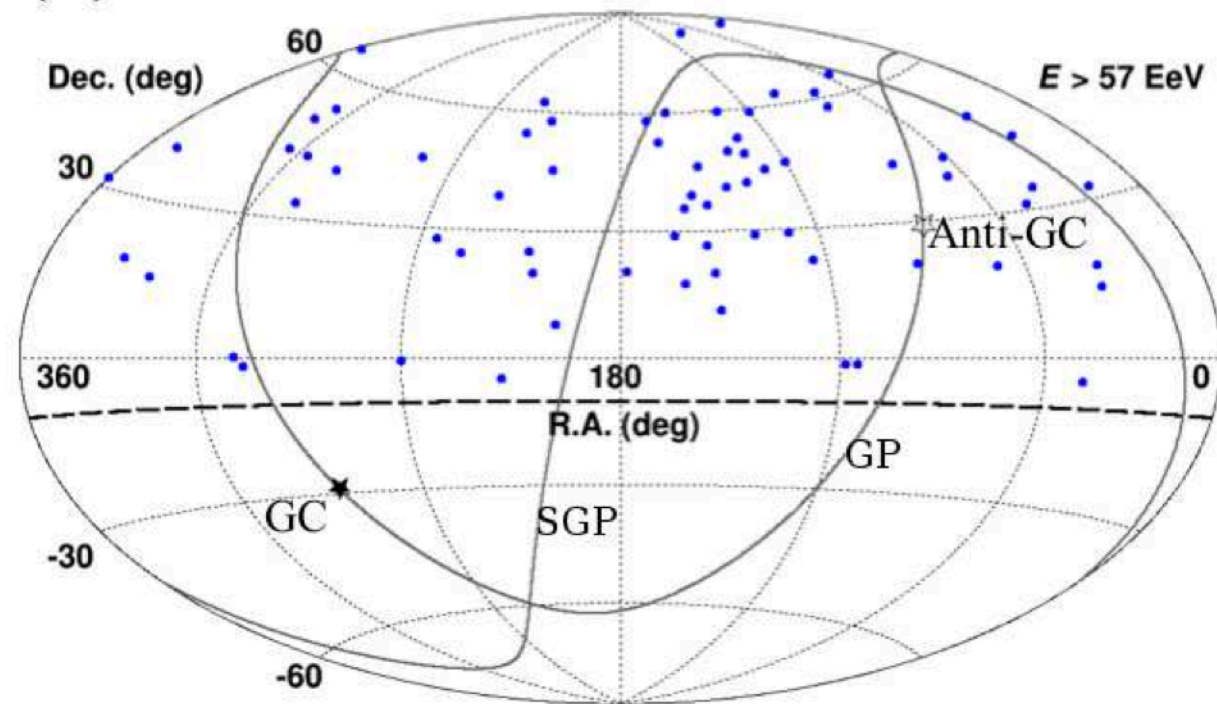 60
Dec. (deg)
E > 57 EeV
30
Anti-GC
360
180
0
R.A. (deg)
GP
GC
SGP
-30
-60